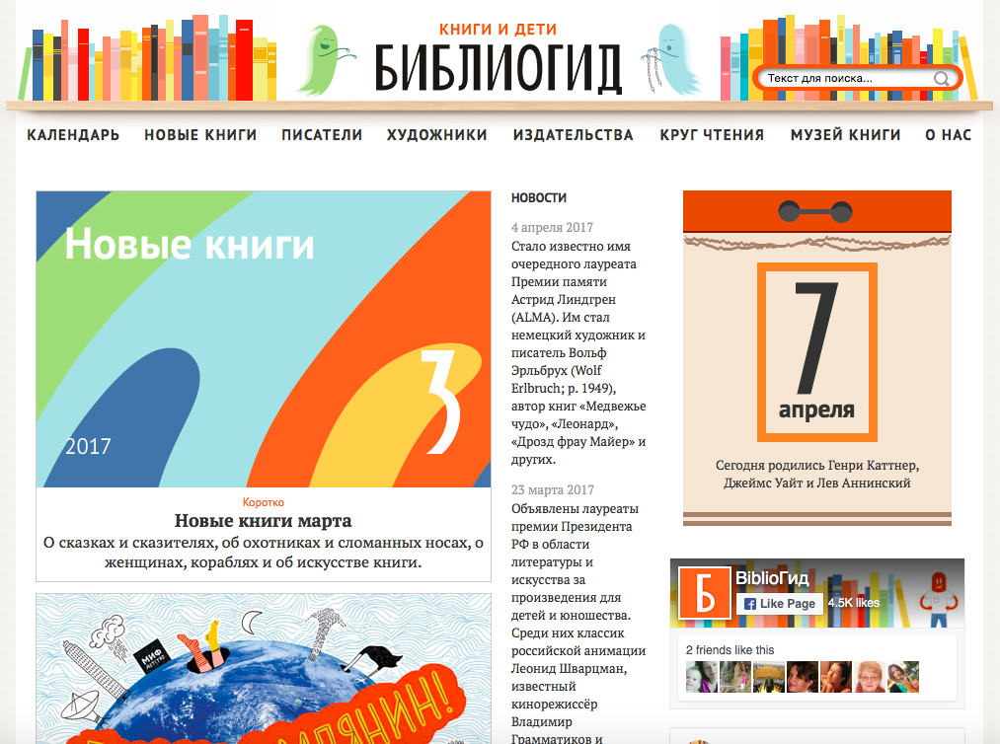 КНИГИ И ДЕТИ
БИБЛИОГИД
Текст для поиска...
КАЛЕНДАРЬ НОВЫЕ КНИГИ ПИСАТЕЛИ ХУДОЖНИКИ ИЗДАТЕЛЬСТВА КРУГ ЧТЕНИЯ МУЗЕЙ КНИГИ О НАС
Новые книги
3
2017
Коротко
Новые книги марта
О сказках и сказителях, об охотниках и сломанных носах, о
женщинах, кораблях и об искусстве книги.
МИФ
ДЕТСТВО
ЛЯНИН!
НОВОСТИ
4 апреля 2017
Стало известно имя
очередного лауреата
Премии памяти
Астрид Линдгрен
(ALMA). Им стал
немецкий художник и
писатель Вольф
Эрльбрух (Wolf
Erlbruch; р. 1949),
автор книг «Медвежье
чудо», «Леонард»,
«Дрозд фрау Майер» и
других.
23 марта 2017
Объявлены лауреаты
премии Президента
РФ в области
литературы и
искусства за
произведения для
детей и юношества.
Среди них классик
российской анимации
Леонид Шварцман,
известный
кинорежиссёр
Владимир
Грамматиков и
7
апреля
Сегодня родились Генри Каттнер,
Джеймс Уайт и Лев Аннинский
Б
BiblioГид
Like Page 4.5K likes
2 friends like this